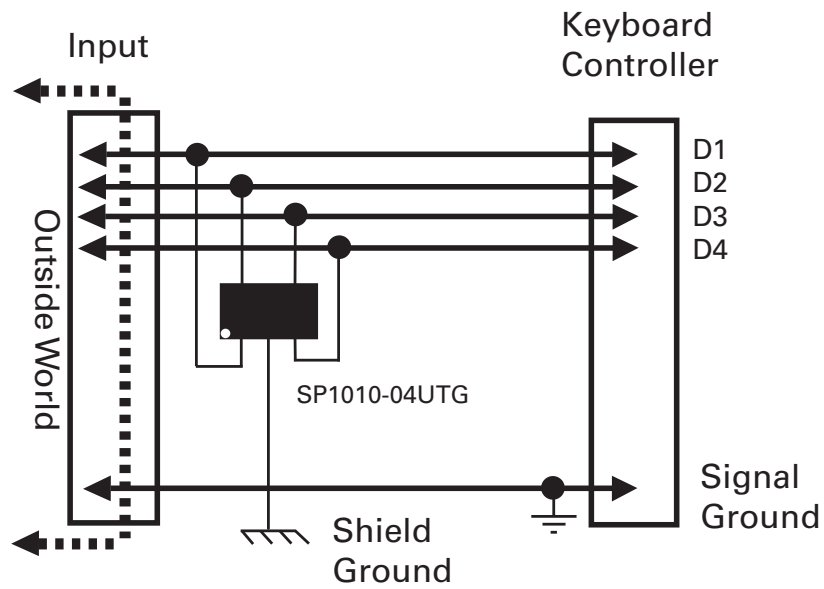 Input
Keyboard
Controller
D1
D2
D3
D4
Outside World
SP1010-04UTG
Signal
Ground
Shield
Ground